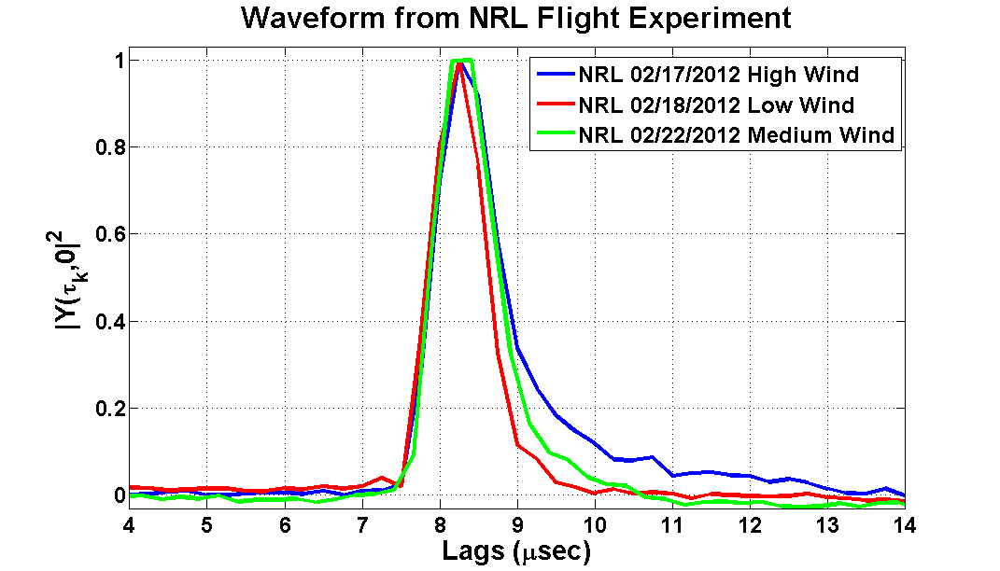 Waveform from NRL Flight Experiment
NRL 02/17/2012 High Wind
NRL 02/18/2012 Low Wind
NRL 02/22/2012 Medium Wind
|Y(τk,0|2
1
0.8
0.6
0.4
0.2
0
4 5 6 7 8 9 10 11 12 13 14
Lags (μsec)